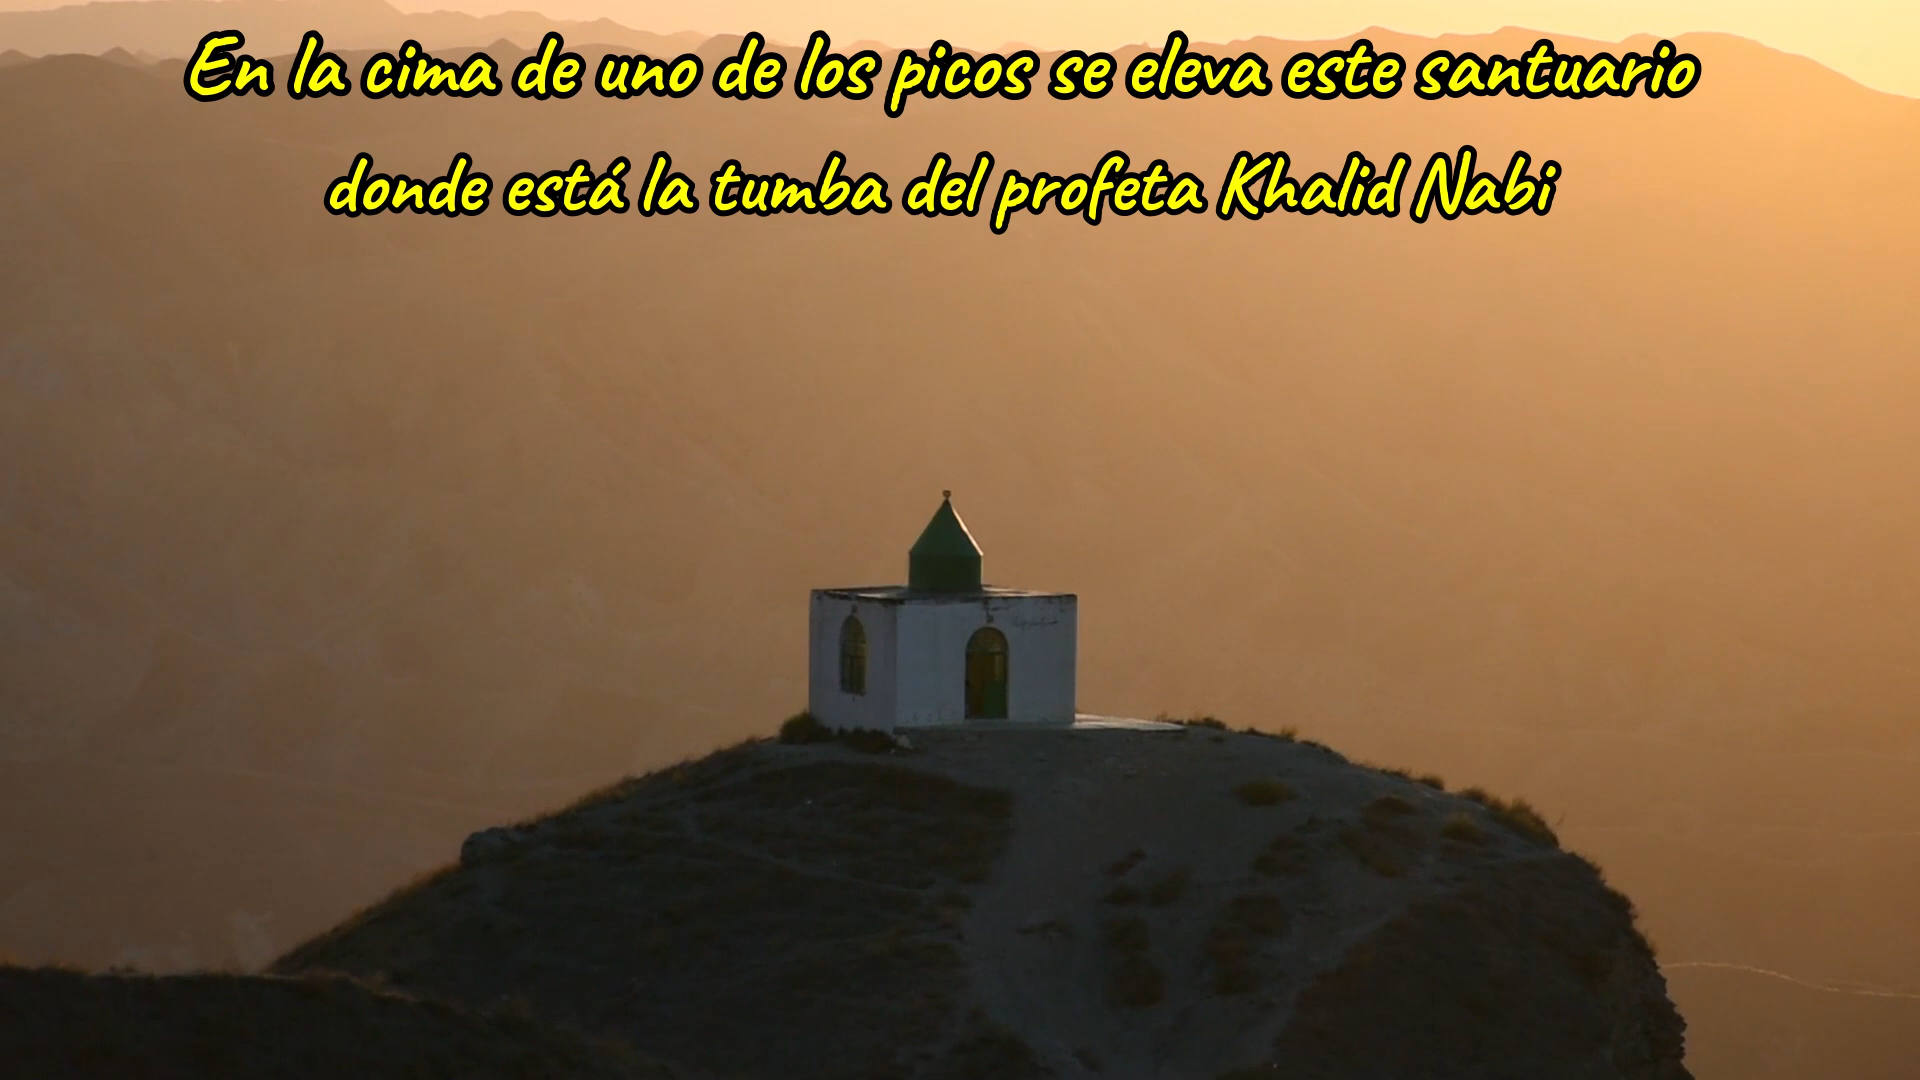 En la cima de uno de los picos se eleva este santuario
donde está la tumba del profeta Khalid Nabi